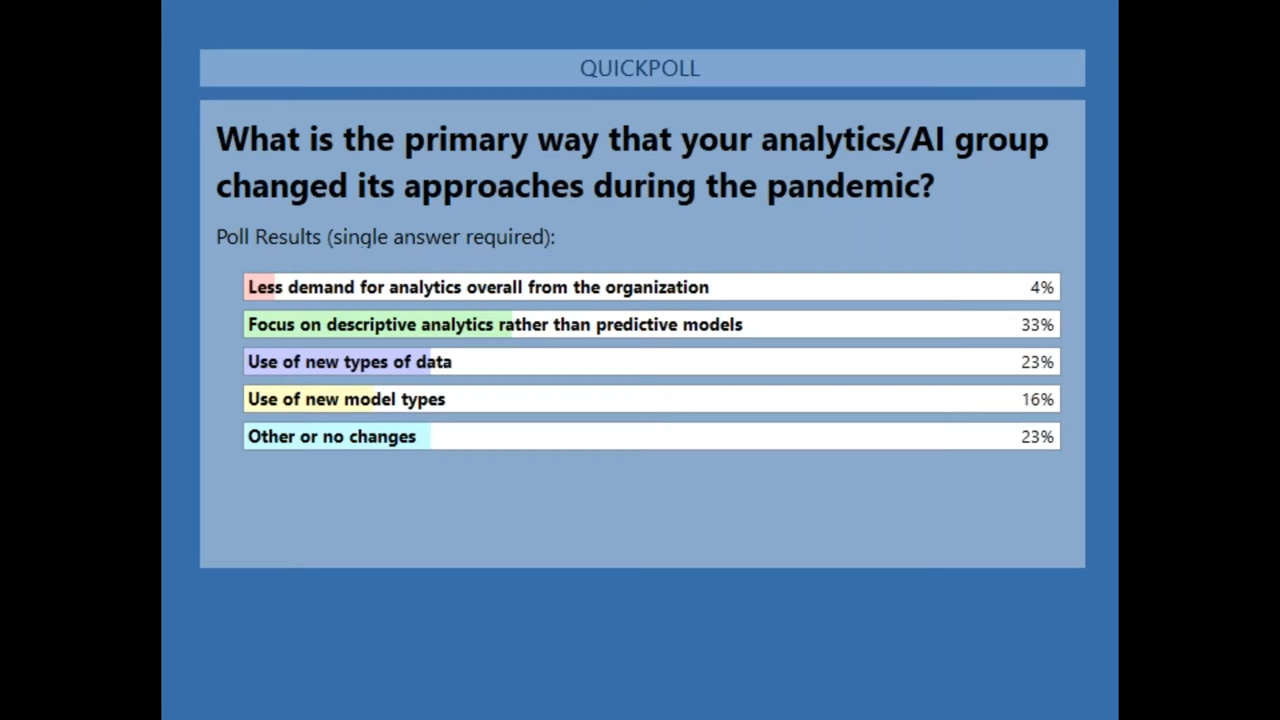 QUICKPOLL
What is the primary way that your analytics/AI group
changed its approaches during the pandemic?
Poll Results (single answer required):
Less demand for analytics overall from the organization 4%
Focus on descriptive analytics rather than predictive models 33%
Use of new types of data 23%
Use of new model types 16%
Other or no changes 23%